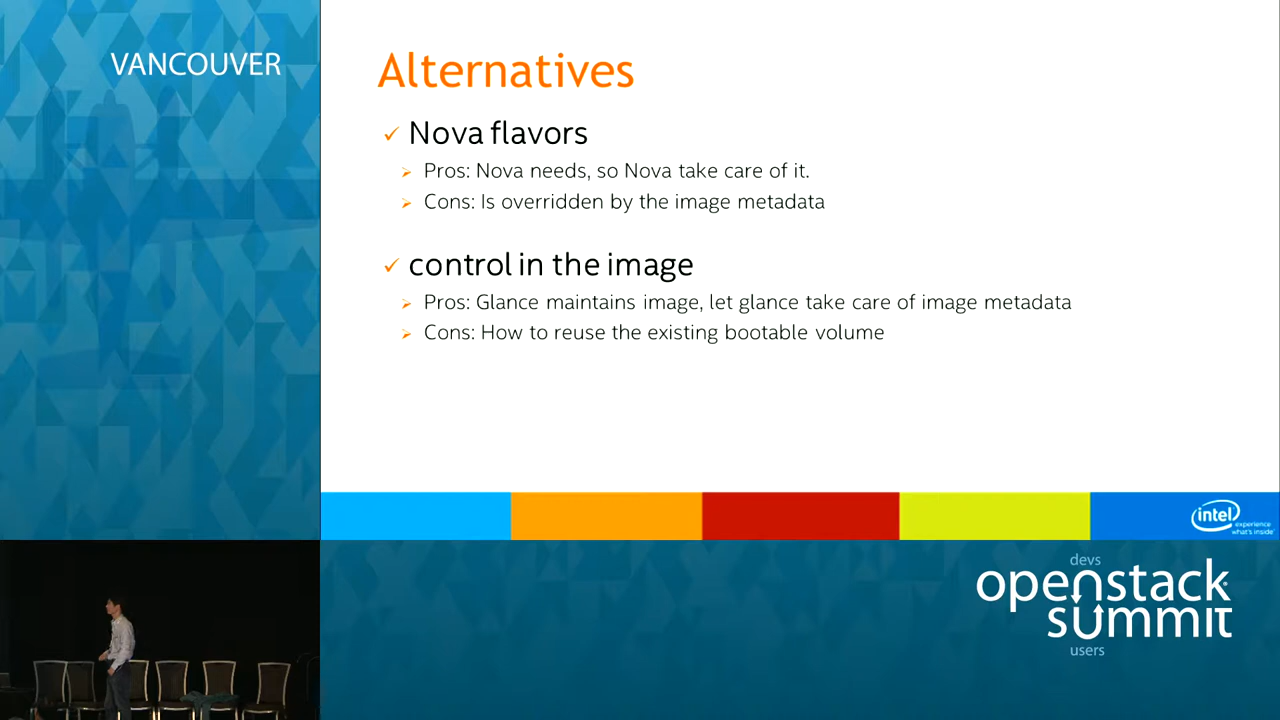 VANCOUVER
Alternatives
Nova flavors
Pros: Nova needs, so Nova take care of it.
Cons: Is overridden by the image metadata
control in the image
Pros: Glance maintains image, let glance take care of image metadata
Cons: How to reuse the existing bootable volume
intel
experience
what's inside
devs
openstack
summit
users